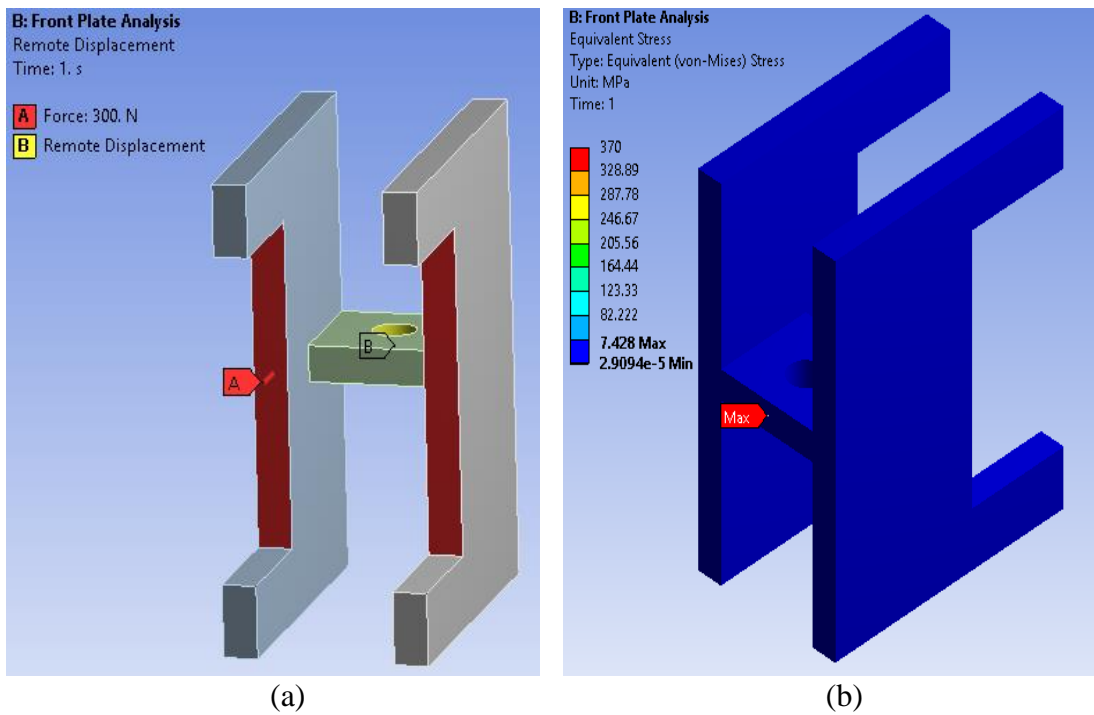 B: Front Plate Analysis
Remote Displacement
Time: 1. s
A Force: 300. N
B Remote Displacement
B
A
(a)
B: Front Plate Analysis
Equivalent Stress
Type: Equivalent (von-Mises) Stress
Unit: MPa
Time: 1
370
328.89
287.78
246.67
205.56
164.44
123.33
82.222
7.428 Max
2.9094e-5 Min
Max
(b)